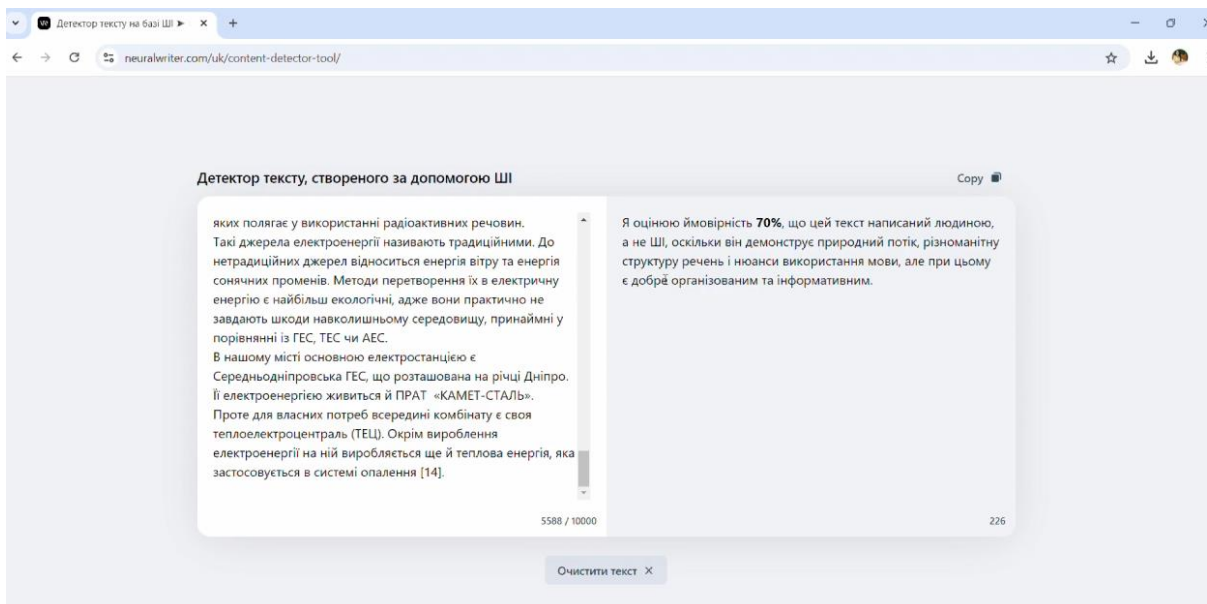 Детектор тексту на базі ШІ ►
neuralwriter.com/uk/content-detector-tool/
Детектор тексту, створеного за допомогою ШІ
Copy
яких полягає у використанні радіоактивних речовин.
Такі джерела електроенергії називають традиційними. До
нетрадиційних джерел відноситься енергія вітру та енергія
сонячних променів. Методи перетворення їх в електричну
енергію є найбільш екологічні, адже вони практично не
завдають шкоди навколишньому середовищу, принаймні у
порівнянні із ГЕС, ТЕС чи АЕС.
В нашому місті основною електростанцією є
Середньодніпровська ГЕС, що розташована на річці Дніпро.
Її електроенергією живиться й ПРАТ «КАМЕТ-СТАЛЬ».
Проте для власних потреб всередині комбінату є своя
теплоелектроцентраль (ТЕЦ). Окрім вироблення
електроенергії на ній виробляється ще й теплова енергія, яка
застосовується в системі опалення [14].
5588 / 10000
Я оцінюю ймовірність 70%, що цей текст написаний людиною,
а не ШІ, оскільки він демонструє природний потік, різноманітну
структуру речень і нюанси використання мови, але при цьому
є добре організованим та інформативним.
226
Очистити текст ×